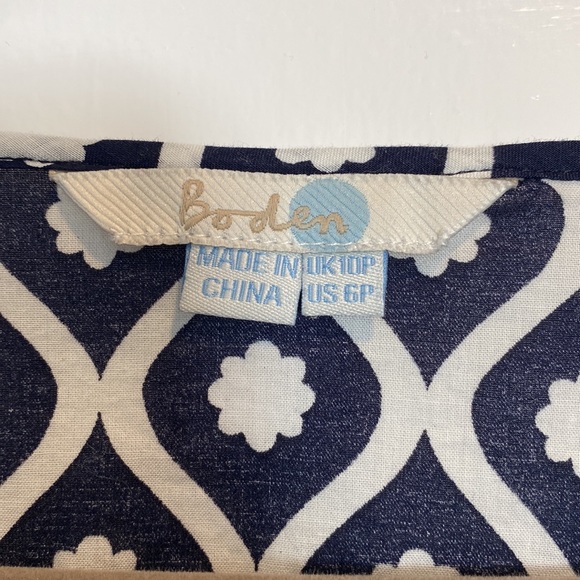 Boden
MADE IN
CHINA
UK10P
US 6P